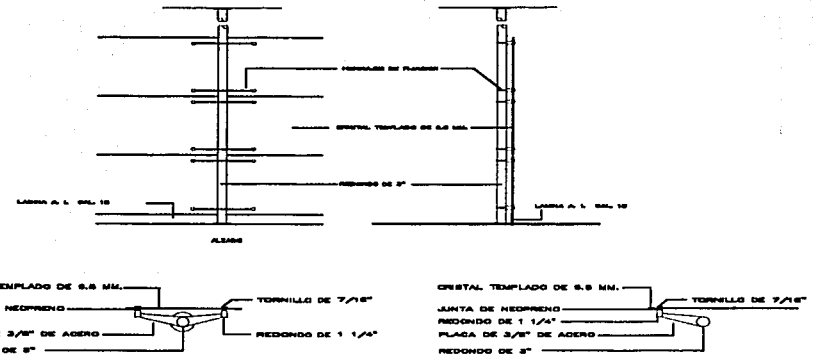 HERRAJES DE FIJACION
CRISTAL TEMPLADO DE 9.5 MM.
REDONDO DE 3"
LAMINA A. I. CAL. 18
LAMINA A. I. CAL. 18
ALZADO
TEMPLADO DE 9.5 MM.
NEOPRENO
3/8" DE ACERO
DE 3"
TORNILLO DE 7/16"
REDONDO DE 1 1/4"
CRISTAL TEMPLADO DE 9.5 MM.
JUNTA DE NEOPRENO
REDONDO DE 1 1/4"
PLACA DE 3/8" DE ACERO
REDONDO DE 3"
TORNILLO DE 7/16"